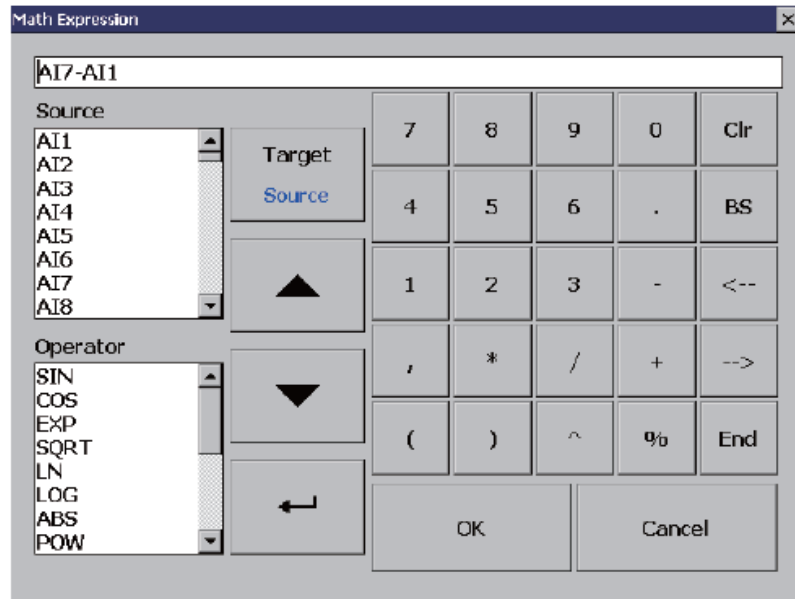 Math Expression
AI7-AI1
Source
AI1
AI2
AI3
AI4
AI5
AI6
AI7
AI8
Target
Source
7 8 9 0 Clr
4 5 6 . BS
1 2 3 - <--
, * / + -->
( ) ^ % End
Operator
SIN
COS
EXP
SQRT
LN
LOG
ABS
POW
OK Cancel